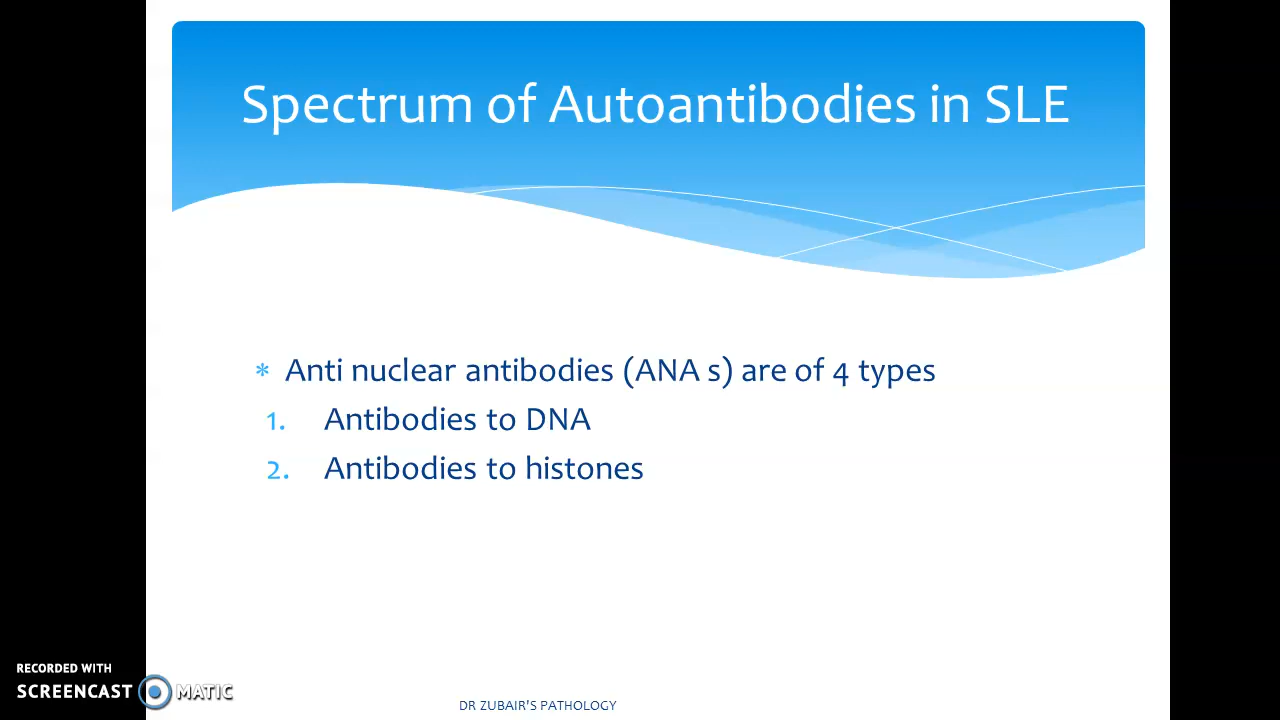 Spectrum of Autoantibodies in SLE
* Anti nuclear antibodies (ANA s) are of 4 types
1. Antibodies to DNA
2. Antibodies to histones
RECORDED WITH
SCREENCAST MATIC
DR ZUBAIR'S PATHOLOGY